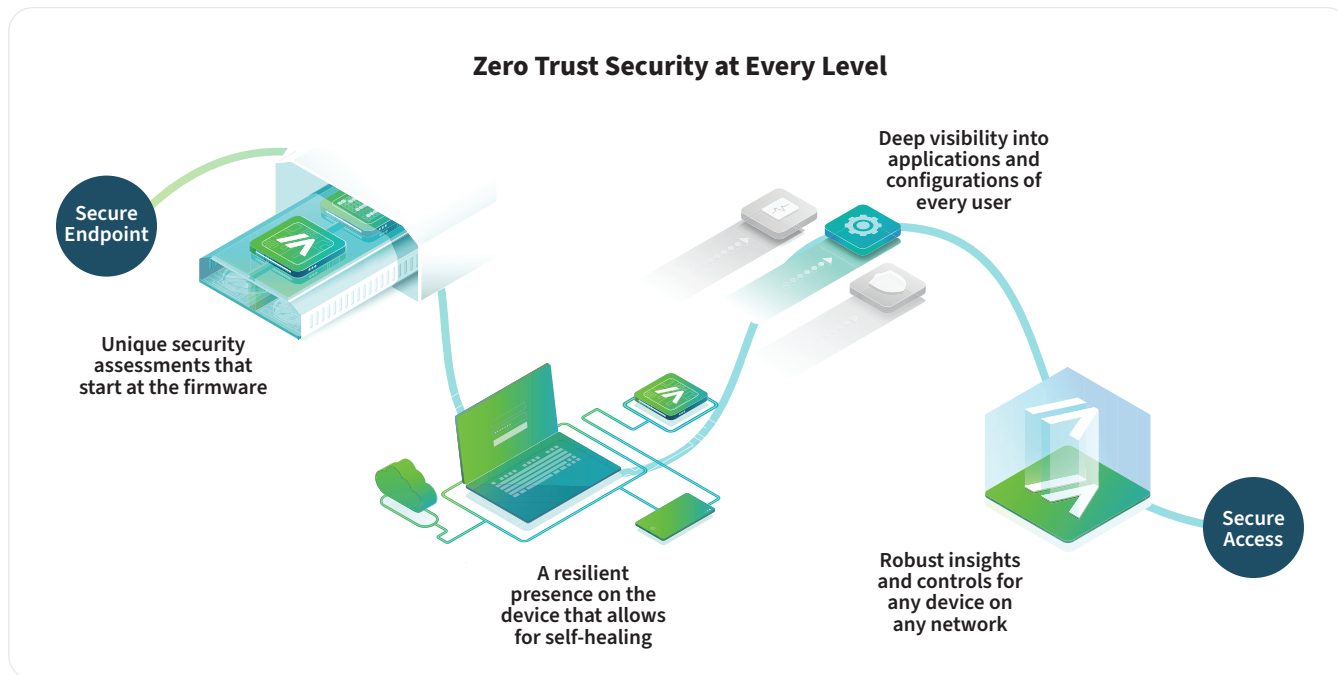 Zero Trust Security at Every Level
Secure
Endpoint
Unique security
assessments that
start at the firmware
A resilient
presence on the
device that allows
for self-healing
Deep visibility into
applications and
configurations of
every user
Robust insights
and controls for
any device on
any network
Secure
Access